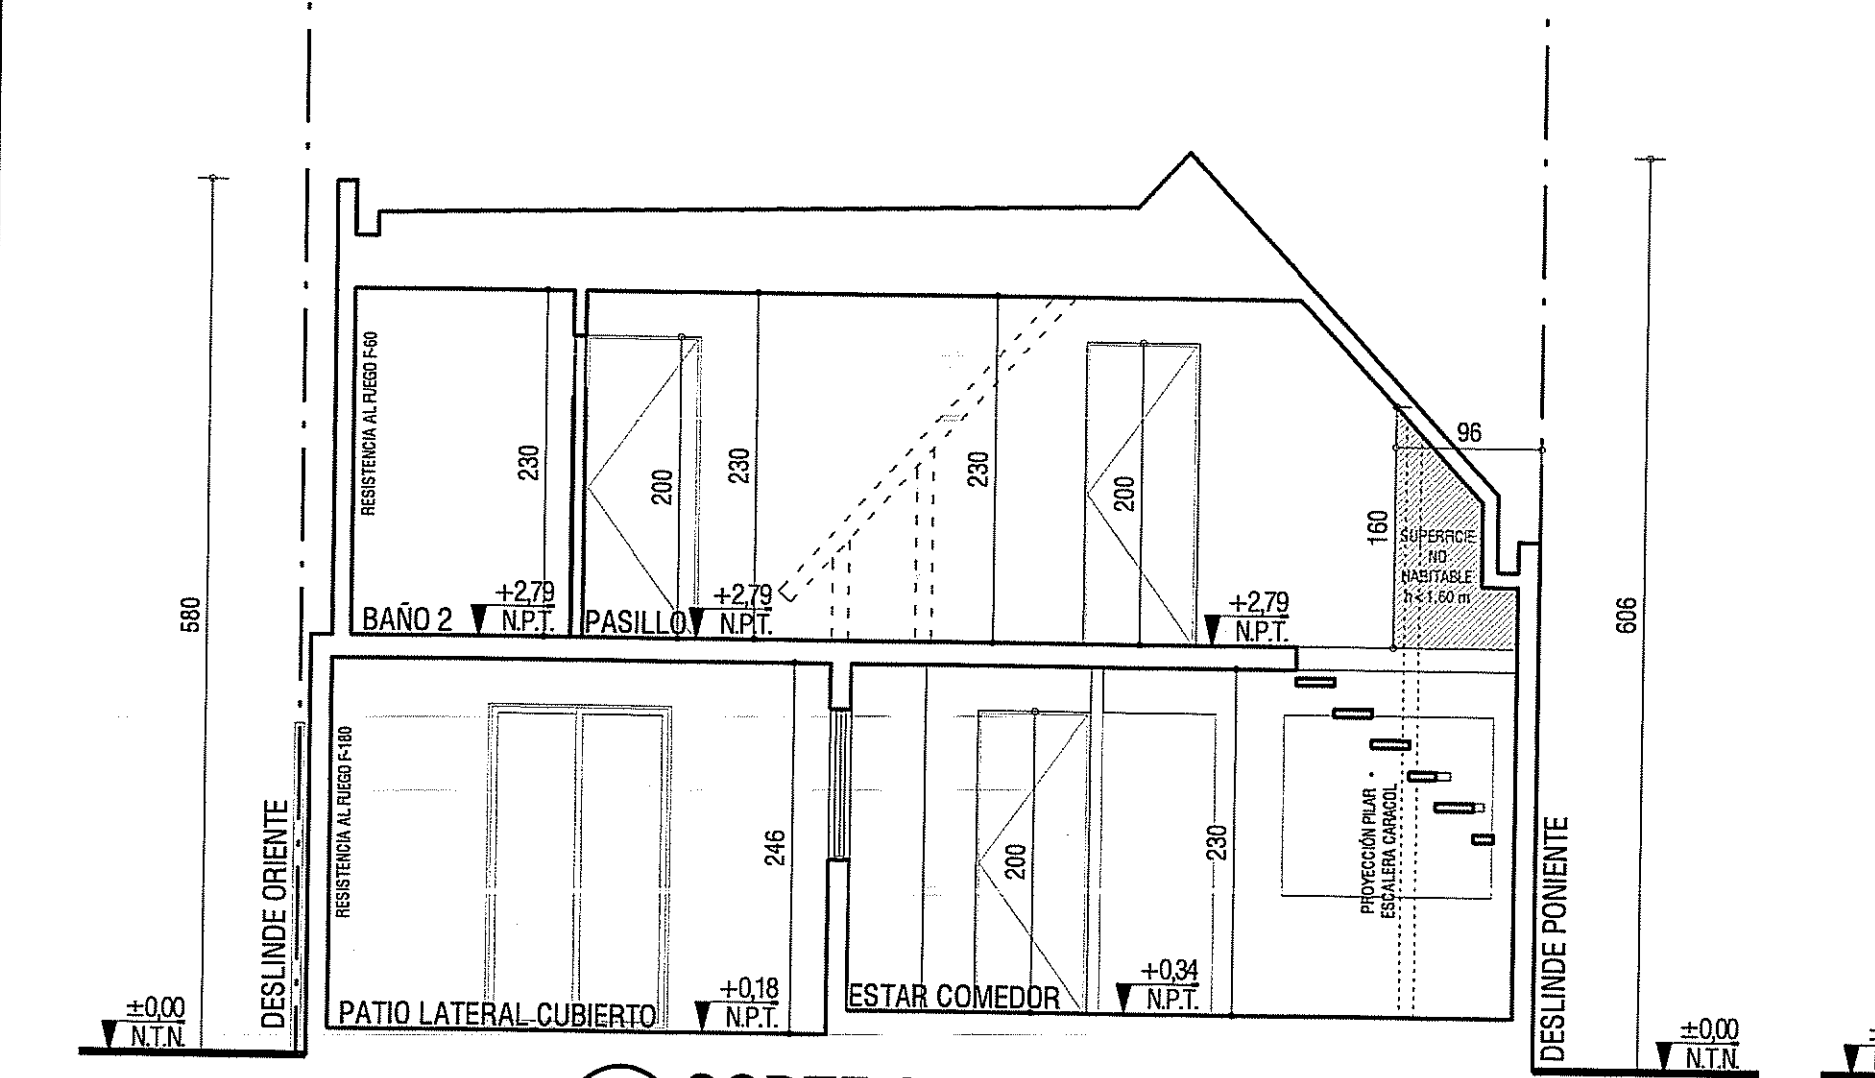 96
RESISTENCIA AL FUEGO F-60
230
200
230
230
200
160
SUPERFICIE
NO
HABITABLE
h<1,60 m
580
606
+2,79
N.P.T.
+2,79
N.P.T.
+2,79
N.P.T.
BAÑO 2
PASILLO
RESISTENCIA AL FUEGO F-180
246
200
230
PROYECCIÓN PILAR
ESCALERA CARACOL
DESLINDE ORIENTE
DESLINDE PONIENTE
+0,18
N.P.T.
+0,34
N.P.T.
PATIO LATERAL CUBIERTO
ESTAR COMEDOR
±0,00
N.T.N.
±0,00
N.T.N.